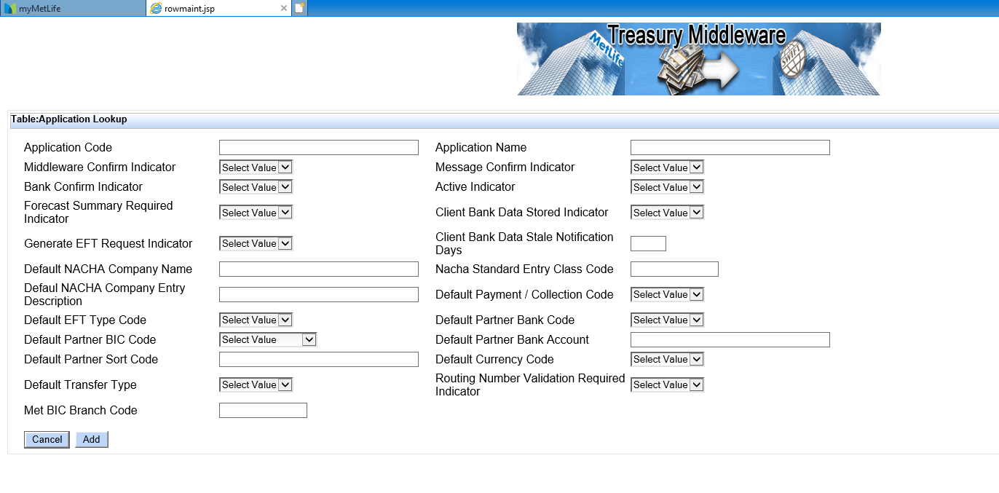 myMetLife
rowmaint.jsp
Treasury Middleware
MetLife
SWIFT
Table:Application Lookup
Application Code
Application Name
Middleware Confirm Indicator
Select Value
Message Confirm Indicator
Select Value
Bank Confirm Indicator
Select Value
Active Indicator
Select Value
Forecast Summary Required
Indicator
Select Value
Client Bank Data Stored Indicator
Select Value
Generate EFT Request Indicator
Select Value
Client Bank Data Stale Notification
Days
Default NACHA Company Name
Nacha Standard Entry Class Code
Defaul NACHA Company Entry
Description
Default Payment / Collection Code
Select Value
Default EFT Type Code
Select Value
Default Partner Bank Code
Select Value
Default Partner BIC Code
Select Value
Default Partner Bank Account
Default Partner Sort Code
Default Currency Code
Select Value
Default Transfer Type
Select Value
Routing Number Validation Required
Indicator
Select Value
Met BIC Branch Code
Cancel
Add